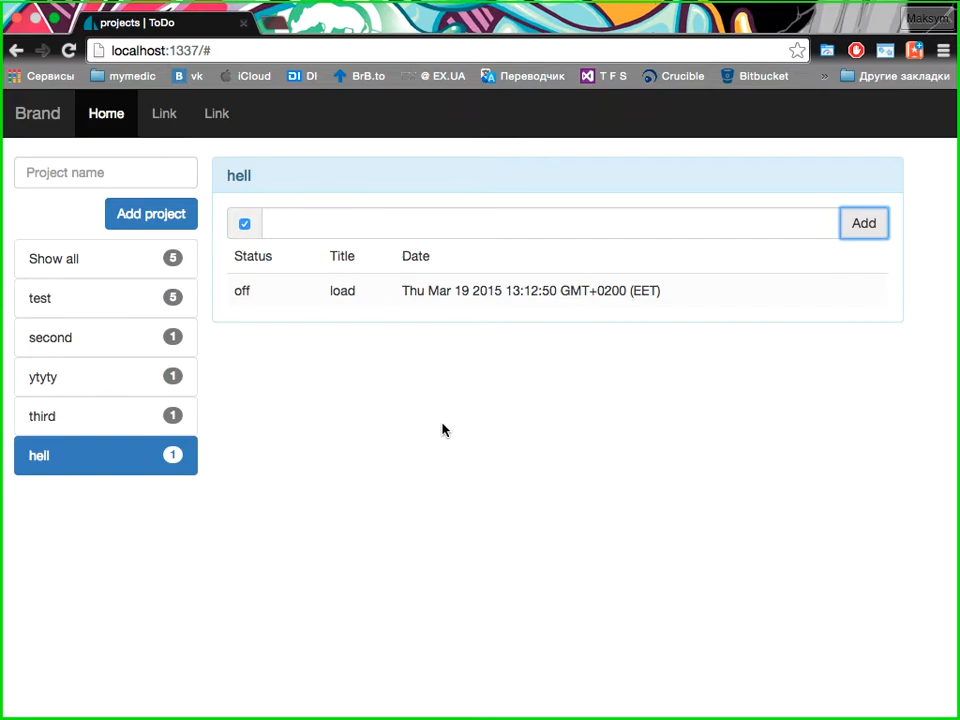 projects | ToDo
Maksym
localhost:1337/#
Сервисы mymedic vk iCloud DI BrB.to @ EX.UA Переводчик T F S Crucible Bitbucket » Другие закладки
Brand Home Link Link
Project name
Add project
Show all 5
test 5
second 1
ytyty 1
third 1
hell 1
hell
Add
Status Title Date
off load Thu Mar 19 2015 13:12:50 GMT+0200 (EET)